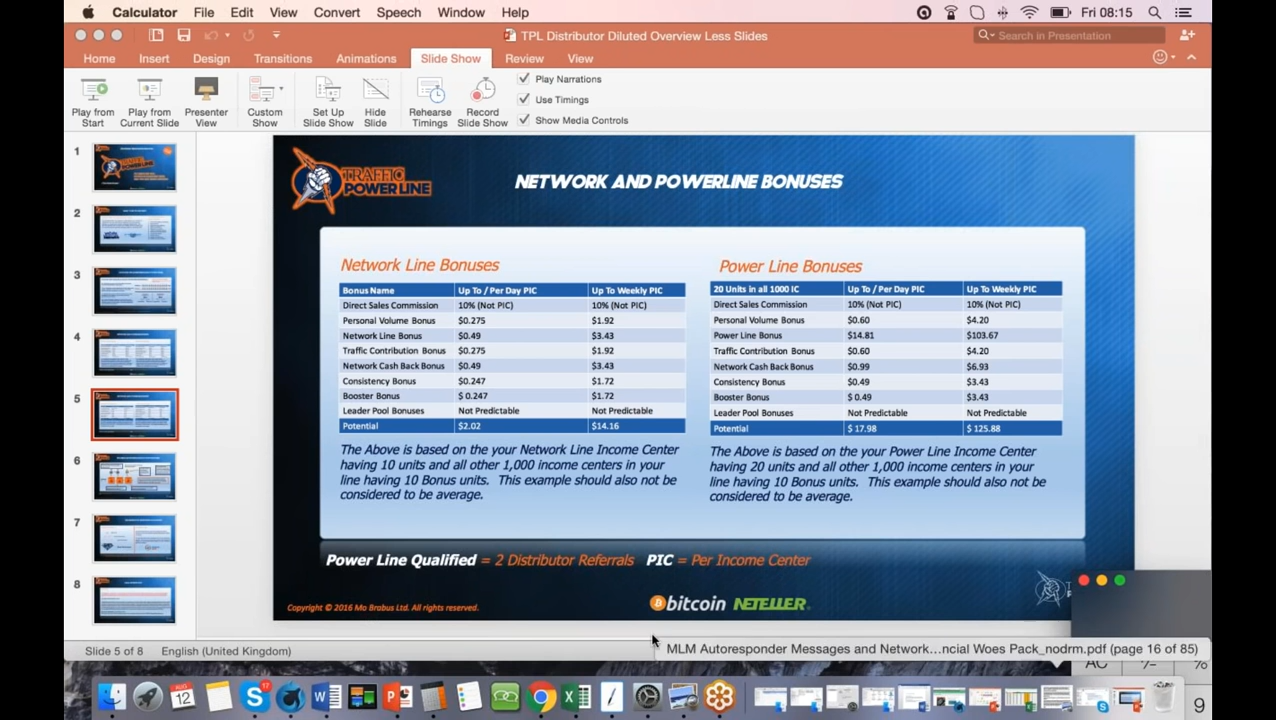 Calculator File Edit View Convert Speech Window Help Fri 08:15
TPL Distributor Diluted Overview Less Slides
Search in Presentation
Home Insert Design Transitions Animations Slide Show Review View
Play from Start
Play from Current Slide
Presenter View
Custom Show
Set Up Slide Show
Hide Slide
Rehearse Timings
Record Slide Show
Play Narrations
Use Timings
Show Media Controls
1
2
3
4
5
6
7
8
TRAFFIC
POWER LINE
NETWORK AND POWERLINE BONUSES
Network Line Bonuses
Bonus Name Up To / Per Day PIC Up To Weekly PIC
Direct Sales Commission 10% (Not PIC) 10% (Not PIC)
Personal Volume Bonus $0.275 $1.92
Network Line Bonus $0.49 $3.43
Traffic Contribution Bonus $0.275 $1.92
Network Cash Back Bonus $0.49 $3.43
Consistency Bonus $0.247 $1.72
Booster Bonus $ 0.247 $1.72
Leader Pool Bonuses Not Predictable Not Predictable
Potential $2.02 $14.16
The Above is based on the your Network Line Income Center
having 10 units and all other 1,000 income centers in your
line having 10 Bonus units. This example should also not be
considered to be average.
Power Line Bonuses
20 Units in all 1000 IC Up To / Per Day PIC Up To Weekly PIC
Direct Sales Commission 10% (Not PIC) 10% (Not PIC)
Personal Volume Bonus $0.60 $4.20
Power Line Bonus $14.81 $103.67
Traffic Contribution Bonus $0.60 $4.20
Network Cash Back Bonus $0.99 $6.93
Consistency Bonus $0.49 $3.43
Booster Bonus $ 0.49 $3.43
Leader Pool Bonuses Not Predictable Not Predictable
Potential $ 17.98 $ 125.88
The Above is based on the your Power Line Income Center
having 20 units and all other 1,000 income centers in your
line having 10 Bonus units. This example should also not be
considered to be average.
Power Line Qualified = 2 Distributor Referrals PIC = Per Income Center
Copyright © 2016 Mo Brabus Ltd. All rights reserved.
bitcoin NETELLER
Slide 5 of 8 English (United Kingdom)
MLM Autoresponder Messages and Network...ncial Woes Pack_nodrm.pdf (page 16 of 85)
AC %
AUG
12
17
9